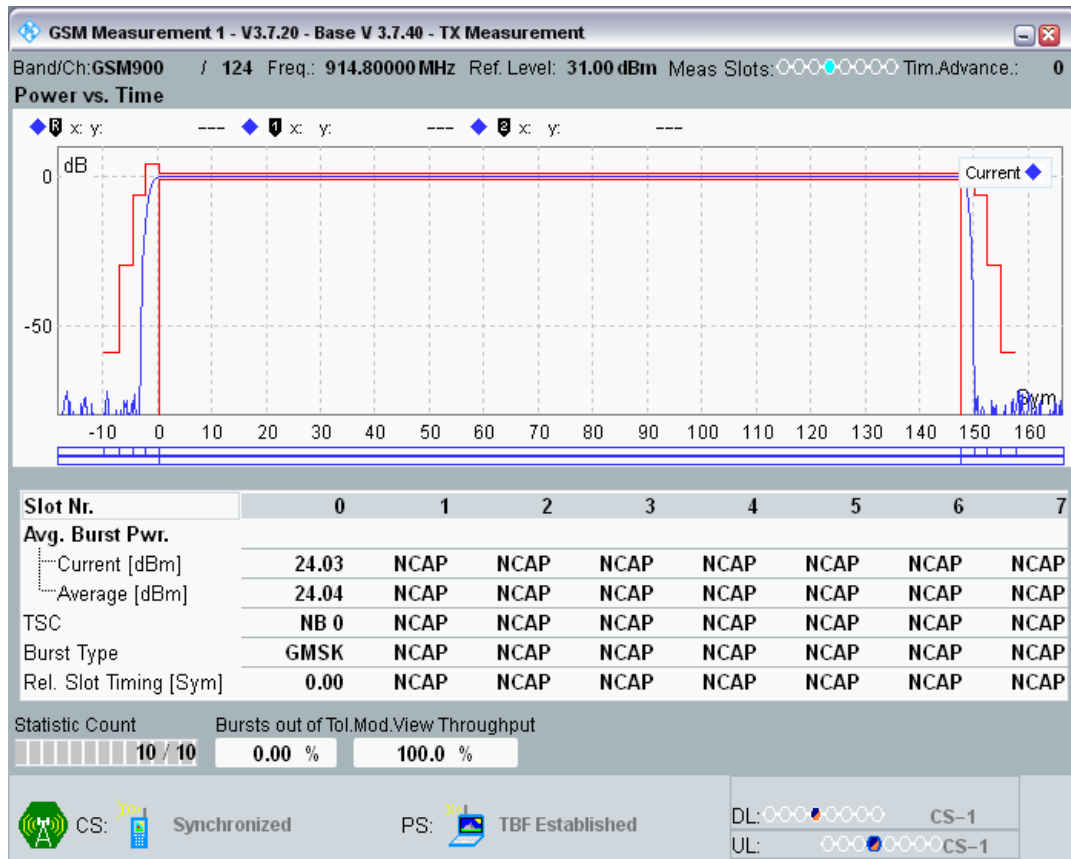 GSM Measurement 1 - V3.7.20 - Base V 3.7.40 - TX Measurement
Band/Ch:GSM900 / 124 Freq.: 914.80000 MHz Ref. Level: 31.00 dBm Meas Slots: Tim.Advance.: 0
Power vs. Time
R x: y: --- 1 x: y: --- 2 x: y: ---
dB
Current
0
-50
Sym
-10 0 10 20 30 40 50 60 70 80 90 100 110 120 130 140 150 160
Slot Nr. 0 1 2 3 4 5 6 7
Avg. Burst Pwr.
Current [dBm] 24.03 NCAP NCAP NCAP NCAP NCAP NCAP NCAP
Average [dBm] 24.04 NCAP NCAP NCAP NCAP NCAP NCAP NCAP
TSC NB 0 NCAP NCAP NCAP NCAP NCAP NCAP NCAP
Burst Type GMSK NCAP NCAP NCAP NCAP NCAP NCAP NCAP
Rel. Slot Timing [Sym] 0.00 NCAP NCAP NCAP NCAP NCAP NCAP NCAP
Statistic Count Bursts out of Tol. Mod.View Throughput
10 / 10 0.00 % 100.0 %
CS: Synchronized PS: TBF Established
DL: CS-1
UL: CS-1